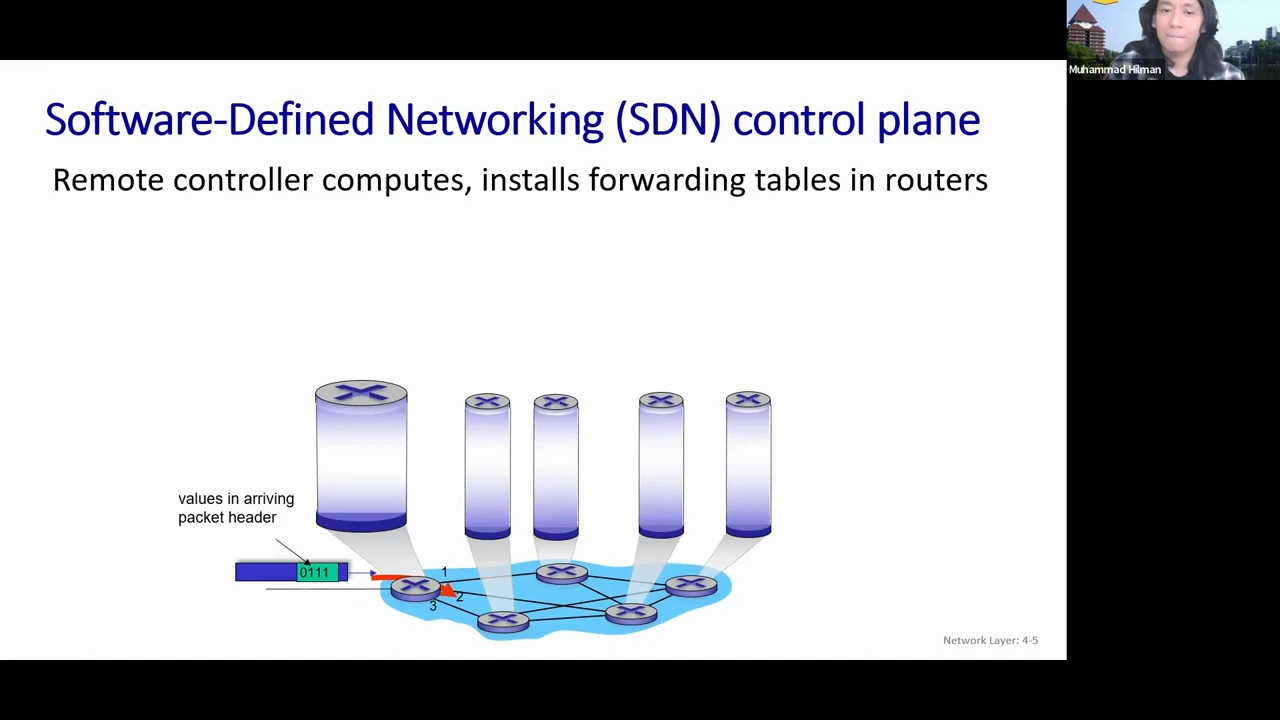 Muhammad Hilman
Software-Defined Networking (SDN) control plane
Remote controller computes, installs forwarding tables in routers
values in arriving
packet header
0111
1
2
3
Network Layer: 4-5